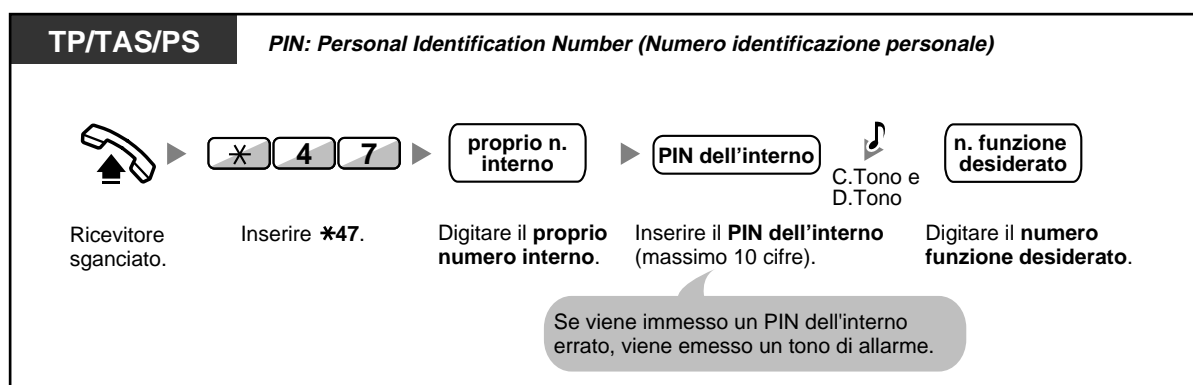 TP/TAS/PS
PIN: Personal Identification Number (Numero identificazione personale)
* 4 7
proprio n.
interno
PIN dell’interno
C.Tono e
D.Tono
n. funzione
desiderato
Ricevitore
sganciato.
Inserire *47.
Digitare il proprio
numero interno.
Inserire il PIN dell’interno
(massimo 10 cifre).
Digitare il numero
funzione desiderato.
Se viene immesso un PIN dell'interno
errato, viene emesso un tono di allarme.